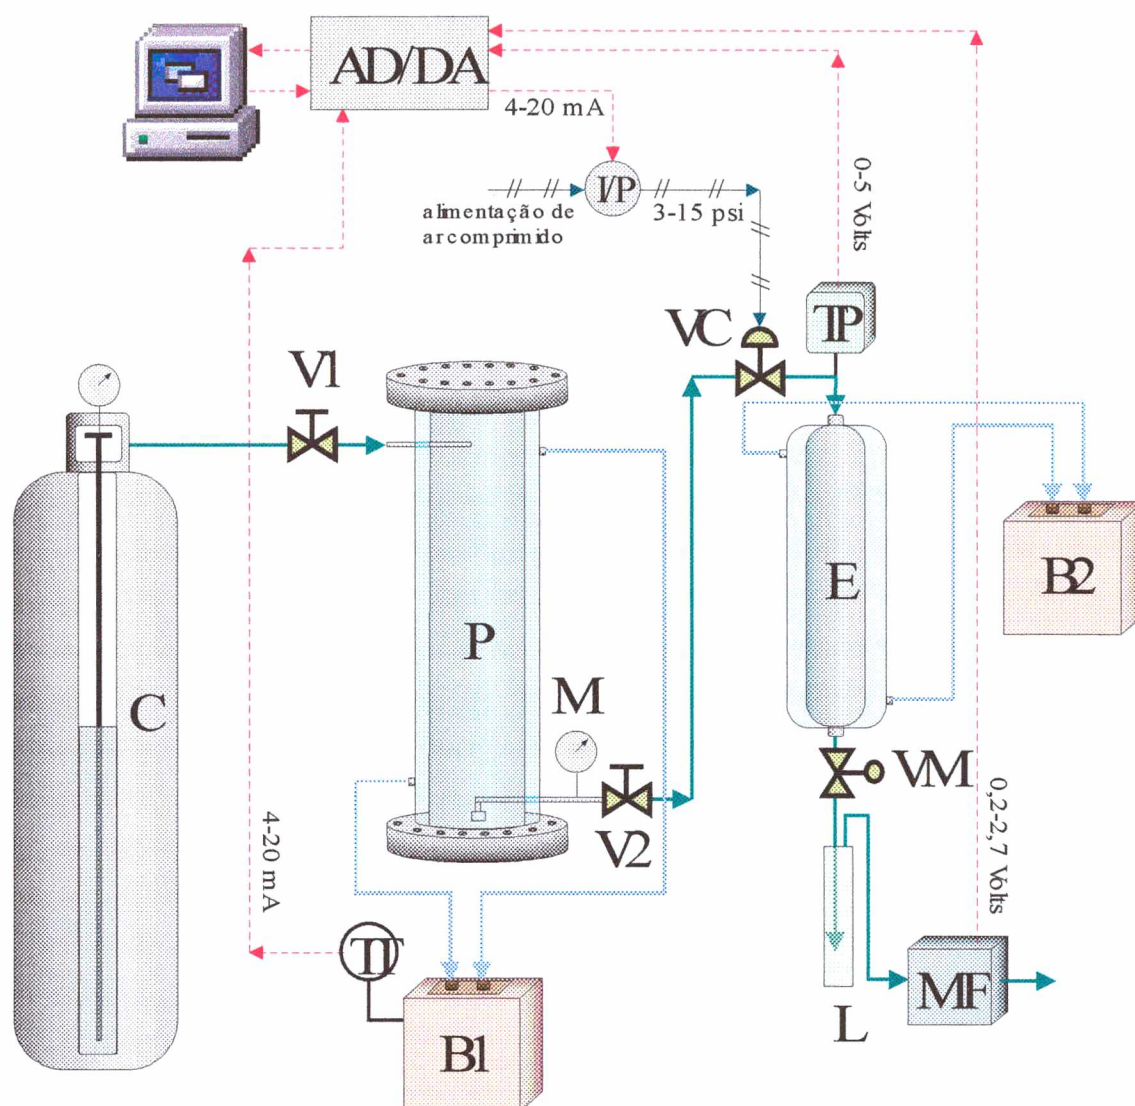 AD/DA
4-20 mA
I/P
alimentação de
ar comprimido
3-15 psi
0-5 Volts
TP
VC
V1
B2
E
P
C
M
V2
VM
0,2-2,7 Volts
4-20 mA
TT
B1
L
MF